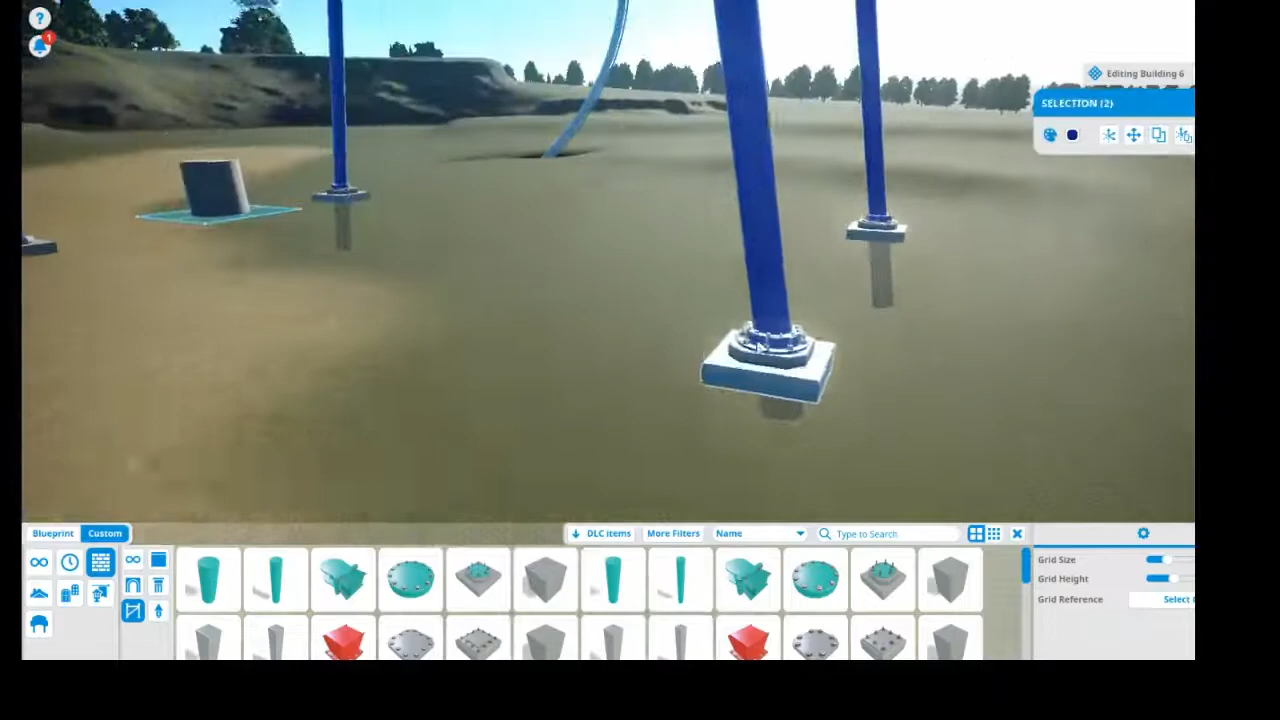 ?
1
Editing Building 6
SELECTION (2)
Blueprint
Custom
DLC items
More Filters
Name
Type to Search
Grid Size
Grid Height
Grid Reference
Select